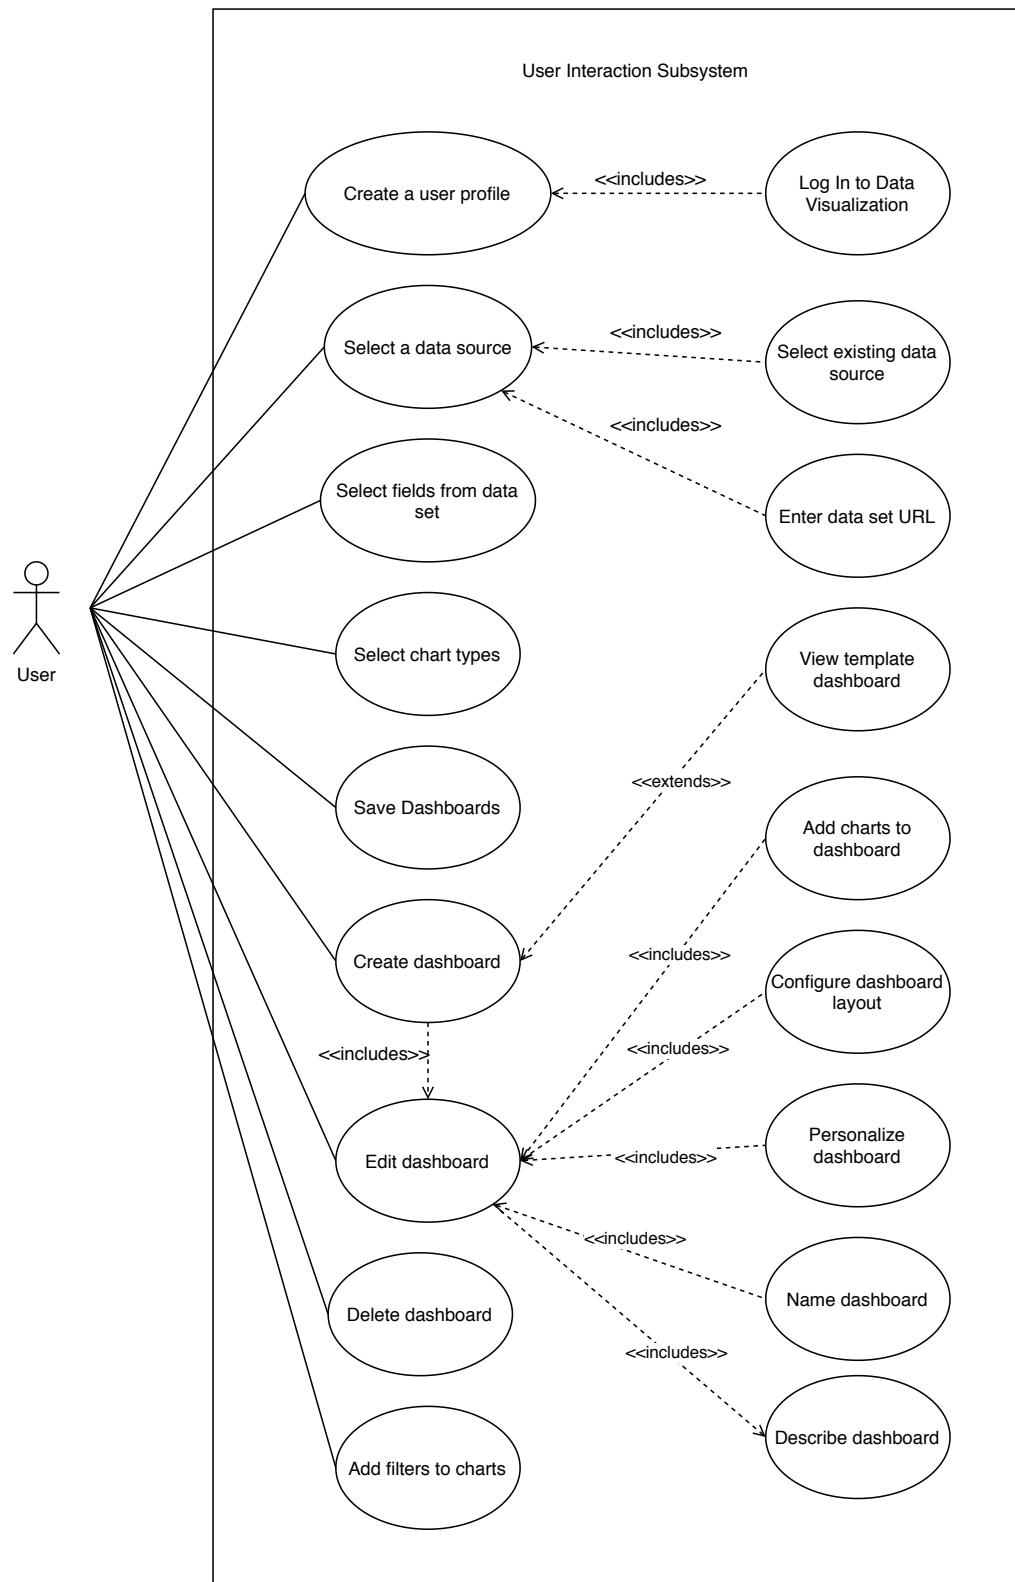 User Interaction Subsystem
Create a user profile
<<includes>>
Log In to Data
Visualization
Select a data source
<<includes>>
Select existing data
source
<<includes>>
Select fields from data
set
Enter data set URL
User
Select chart types
View template
dashboard
<<extends>>
Save Dashboards
Add charts to
dashboard
Create dashboard
<<includes>>
Configure dashboard
layout
<<includes>>
<<includes>>
Edit dashboard
<<includes>>
Personalize
dashboard
<<includes>>
Name dashboard
Delete dashboard
<<includes>>
Describe dashboard
Add filters to charts